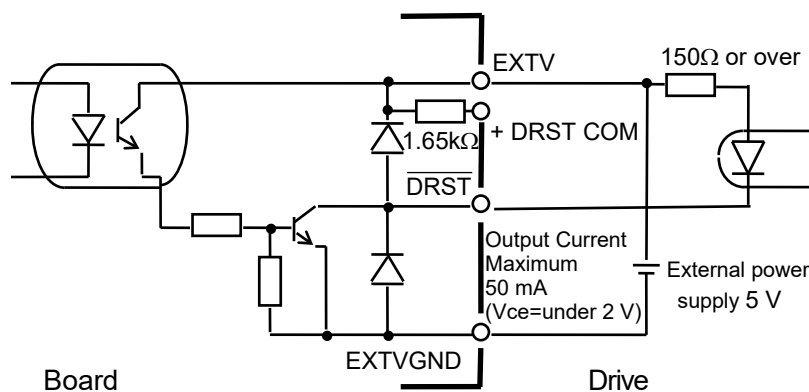 EXTV
150Ω or over
1.65kΩ
+ DRST COM
DRST
Output Current
Maximum
50 mA
(Vce=under 2 V)
External power
supply 5 V
EXTVGND
Board
Drive